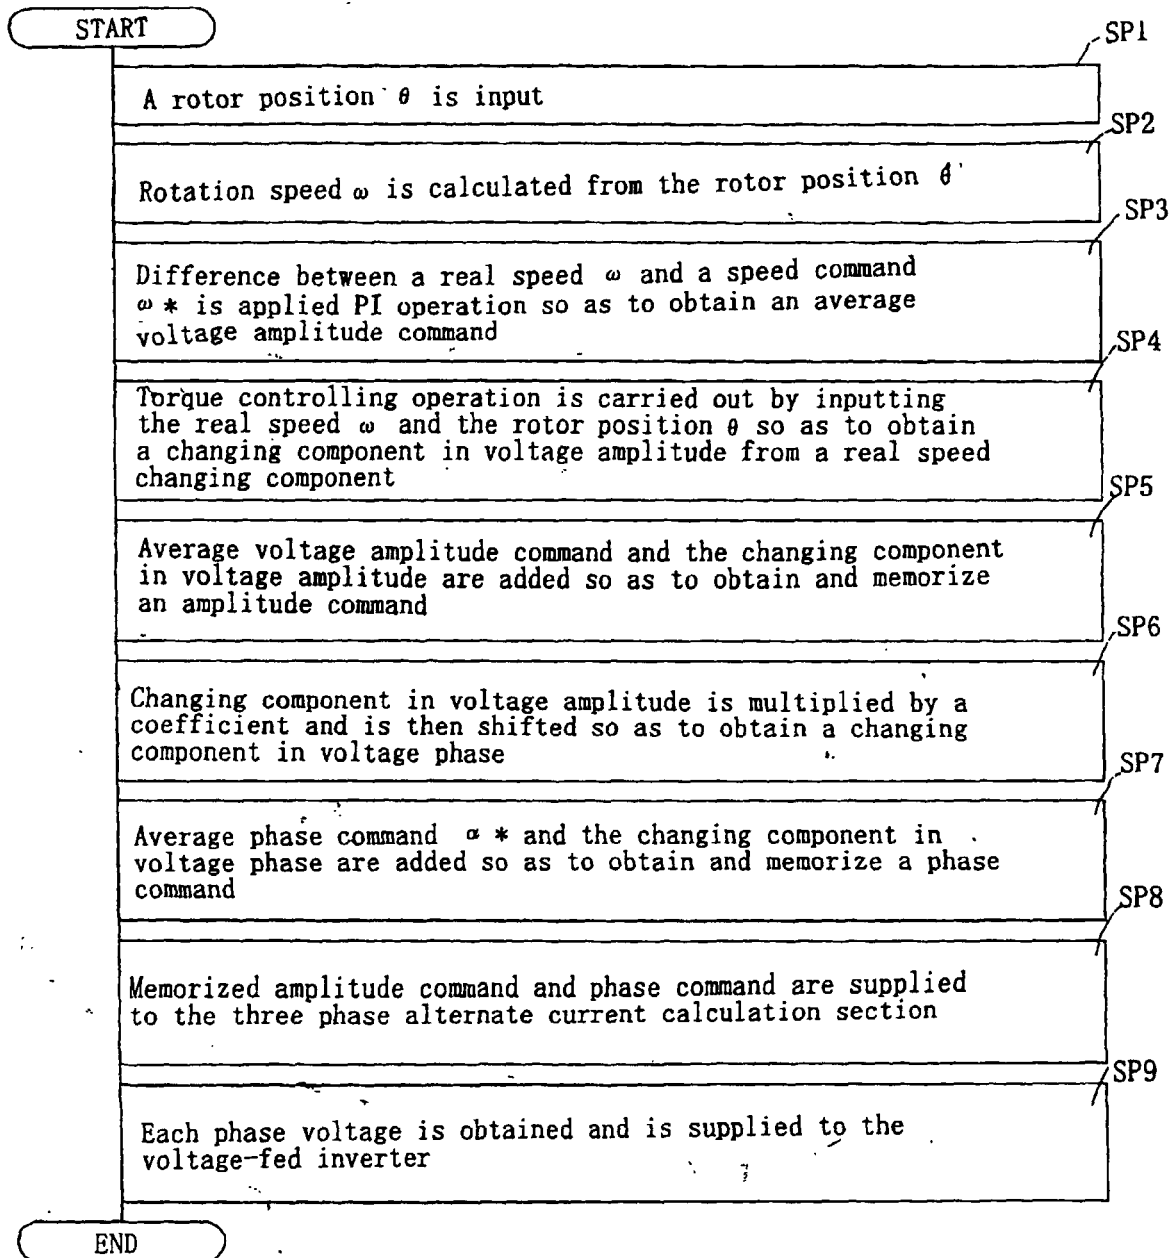 START
SP1
A rotor position θ is input
SP2
Rotation speed ω is calculated from the rotor position θ
SP3
Difference between a real speed ω and a speed command
ω * is applied PI operation so as to obtain an average
voltage amplitude command
SP4
Torque controlling operation is carried out by inputting
the real speed ω and the rotor position θ so as to obtain
a changing component in voltage amplitude from a real speed
changing component
SP5
Average voltage amplitude command and the changing component
in voltage amplitude are added so as to obtain and memorize
an amplitude command
SP6
Changing component in voltage amplitude is multiplied by a
coefficient and is then shifted so as to obtain a changing
component in voltage phase
SP7
Average phase command α * and the changing component in
voltage phase are added so as to obtain and memorize a phase
command
SP8
Memorized amplitude command and phase command are supplied
to the three phase alternate current calculation section
SP9
Each phase voltage is obtained and is supplied to the
voltage-fed inverter
END